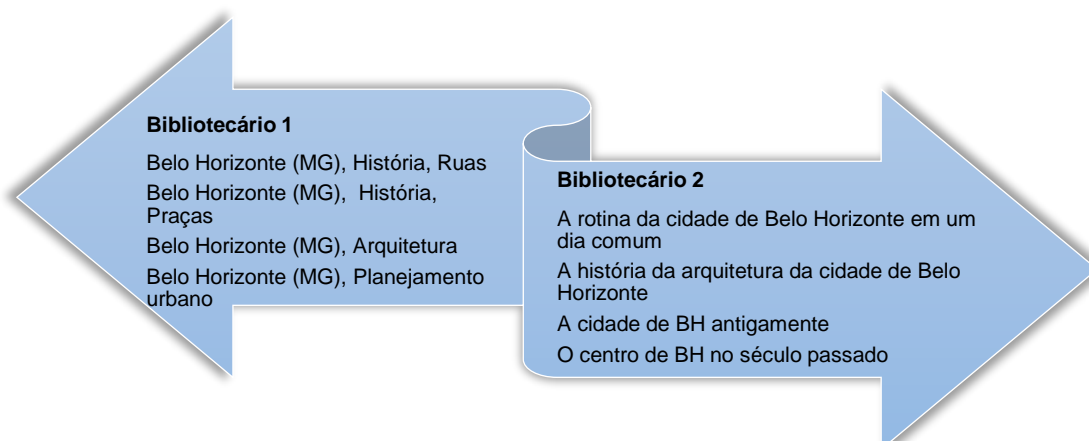 Bibliotecário 1
Belo Horizonte (MG), História, Ruas
Belo Horizonte (MG),  História,
Praças
Belo Horizonte (MG), Arquitetura
Belo Horizonte (MG), Planejamento
urbano
Bibliotecário 2
A rotina da cidade de Belo Horizonte em um
dia comum
A história da arquitetura da cidade de Belo
Horizonte
A cidade de BH antigamente
O centro de BH no século passado